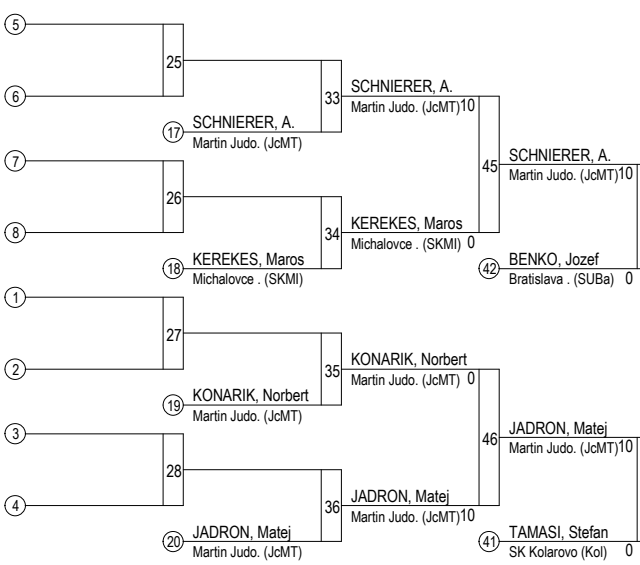 5
25
6
33
SCHNIERER, A.
Martin Judo. (JcMT) 10
17
SCHNIERER, A.
Martin Judo. (JcMT)
45
SCHNIERER, A.
Martin Judo. (JcMT) 10
7
26
8
34
KEREKES, Maros
Michalovce . (SKMI) 0
18
KEREKES, Maros
Michalovce . (SKMI)
42
BENKO, Jozef
Bratislava . (SUBa) 0
1
27
2
35
KONARIK, Norbert
Martin Judo. (JcMT) 0
19
KONARIK, Norbert
Martin Judo. (JcMT)
46
JADRON, Matej
Martin Judo. (JcMT) 10
3
28
4
36
JADRON, Matej
Martin Judo. (JcMT) 10
20
JADRON, Matej
Martin Judo. (JcMT)
41
TAMASI, Stefan
SK Kolarovo (Kol) 0